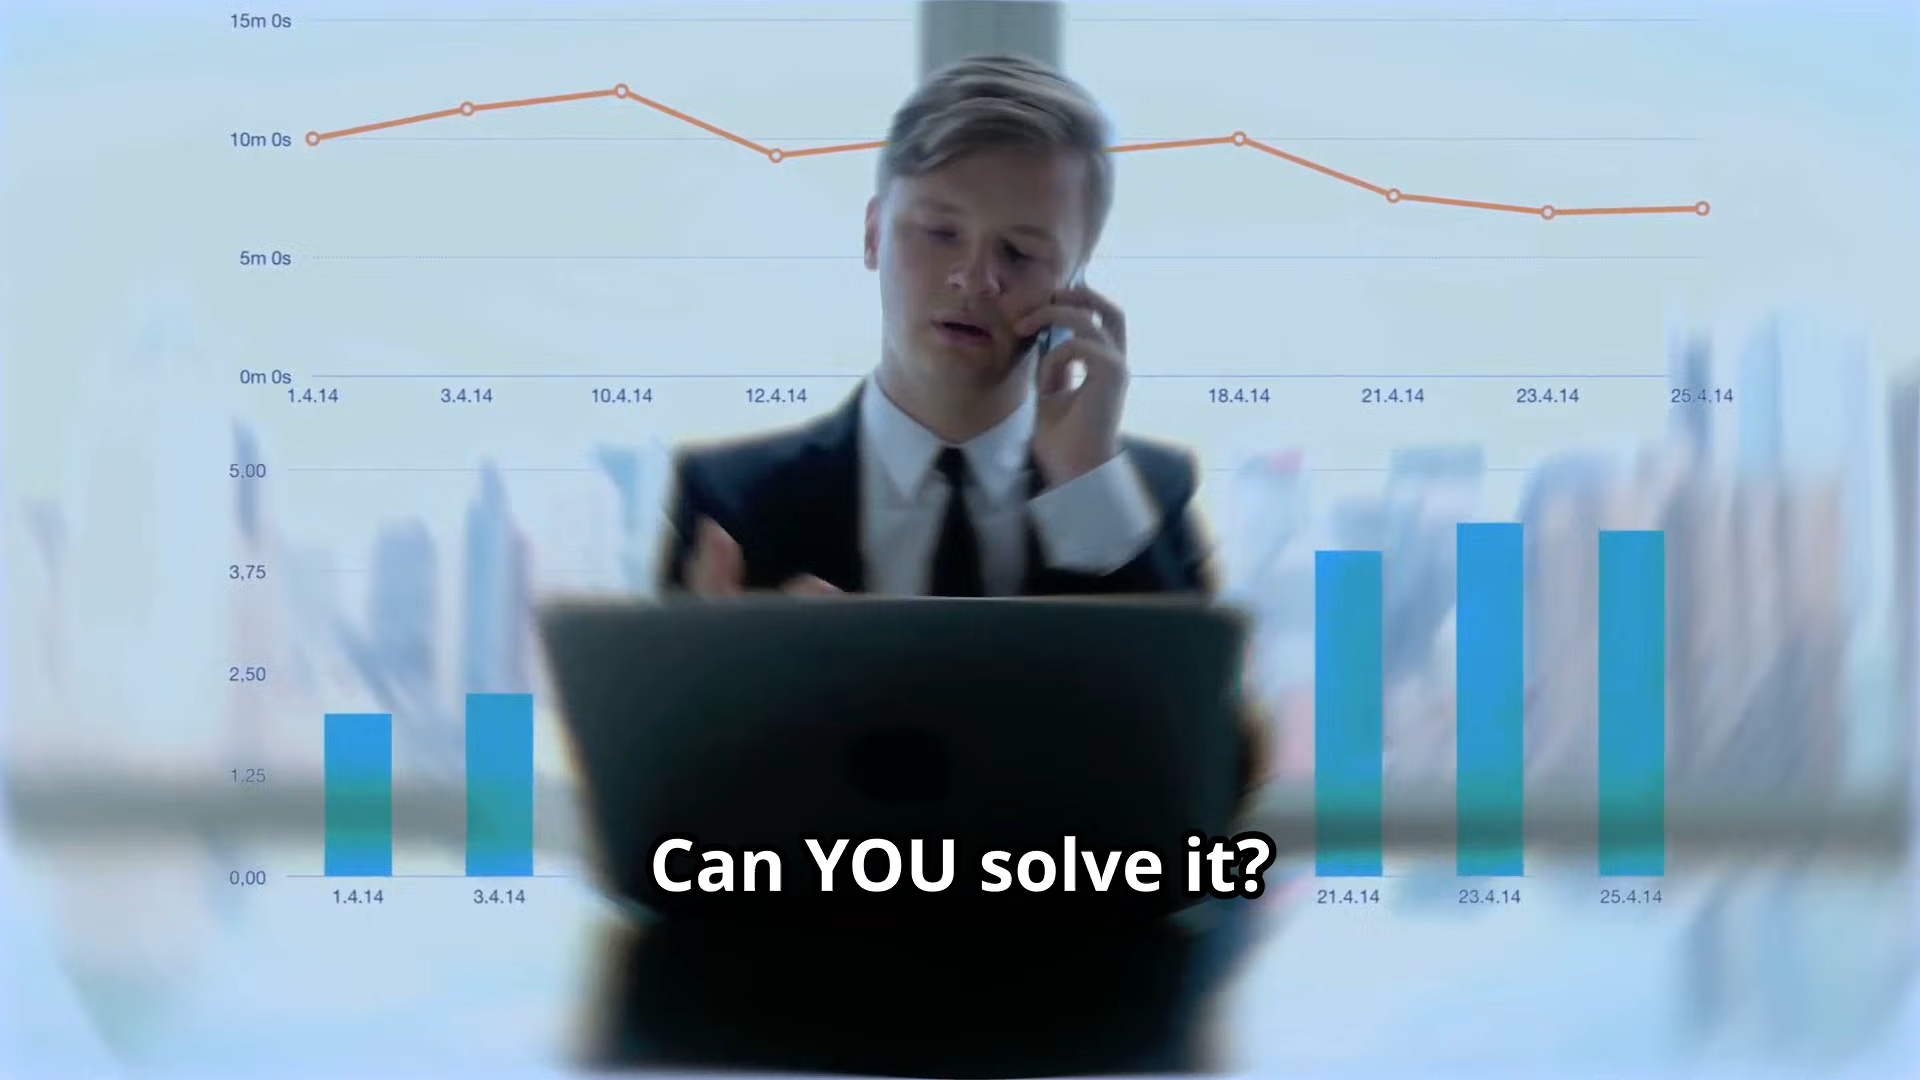 15m 0s
10m 0s
5m 0s
0m 0s
1.4.14 3.4.14 10.4.14 12.4.14 18.4.14 21.4.14 23.4.14 25.4.14
5,00
3,75
2,50
1,25
0,00
1.4.14 3.4.14 21.4.14 23.4.14 25.4.14
Can YOU solve it?